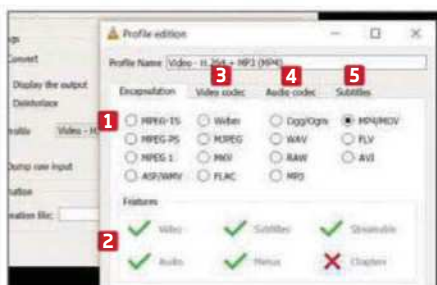 Profile edition
gs
Convert
Profile Name Video - H.264 + MP3 (MP4)
Display the output
Deinterlace
3 4 5
Encapsulation Video codec Audio codec Subtitles
1
MPEG-TS Webm Ogg/Ogm MP4/MOV
Video - H
MPEG-PS MJPEG WAV FLV
MPEG 1 MKV RAW AVI
Dump raw input
ASF/WMV FLAC MP3
Features
file:
Video Subtitles Streamable
2
Audio Menus Chapters